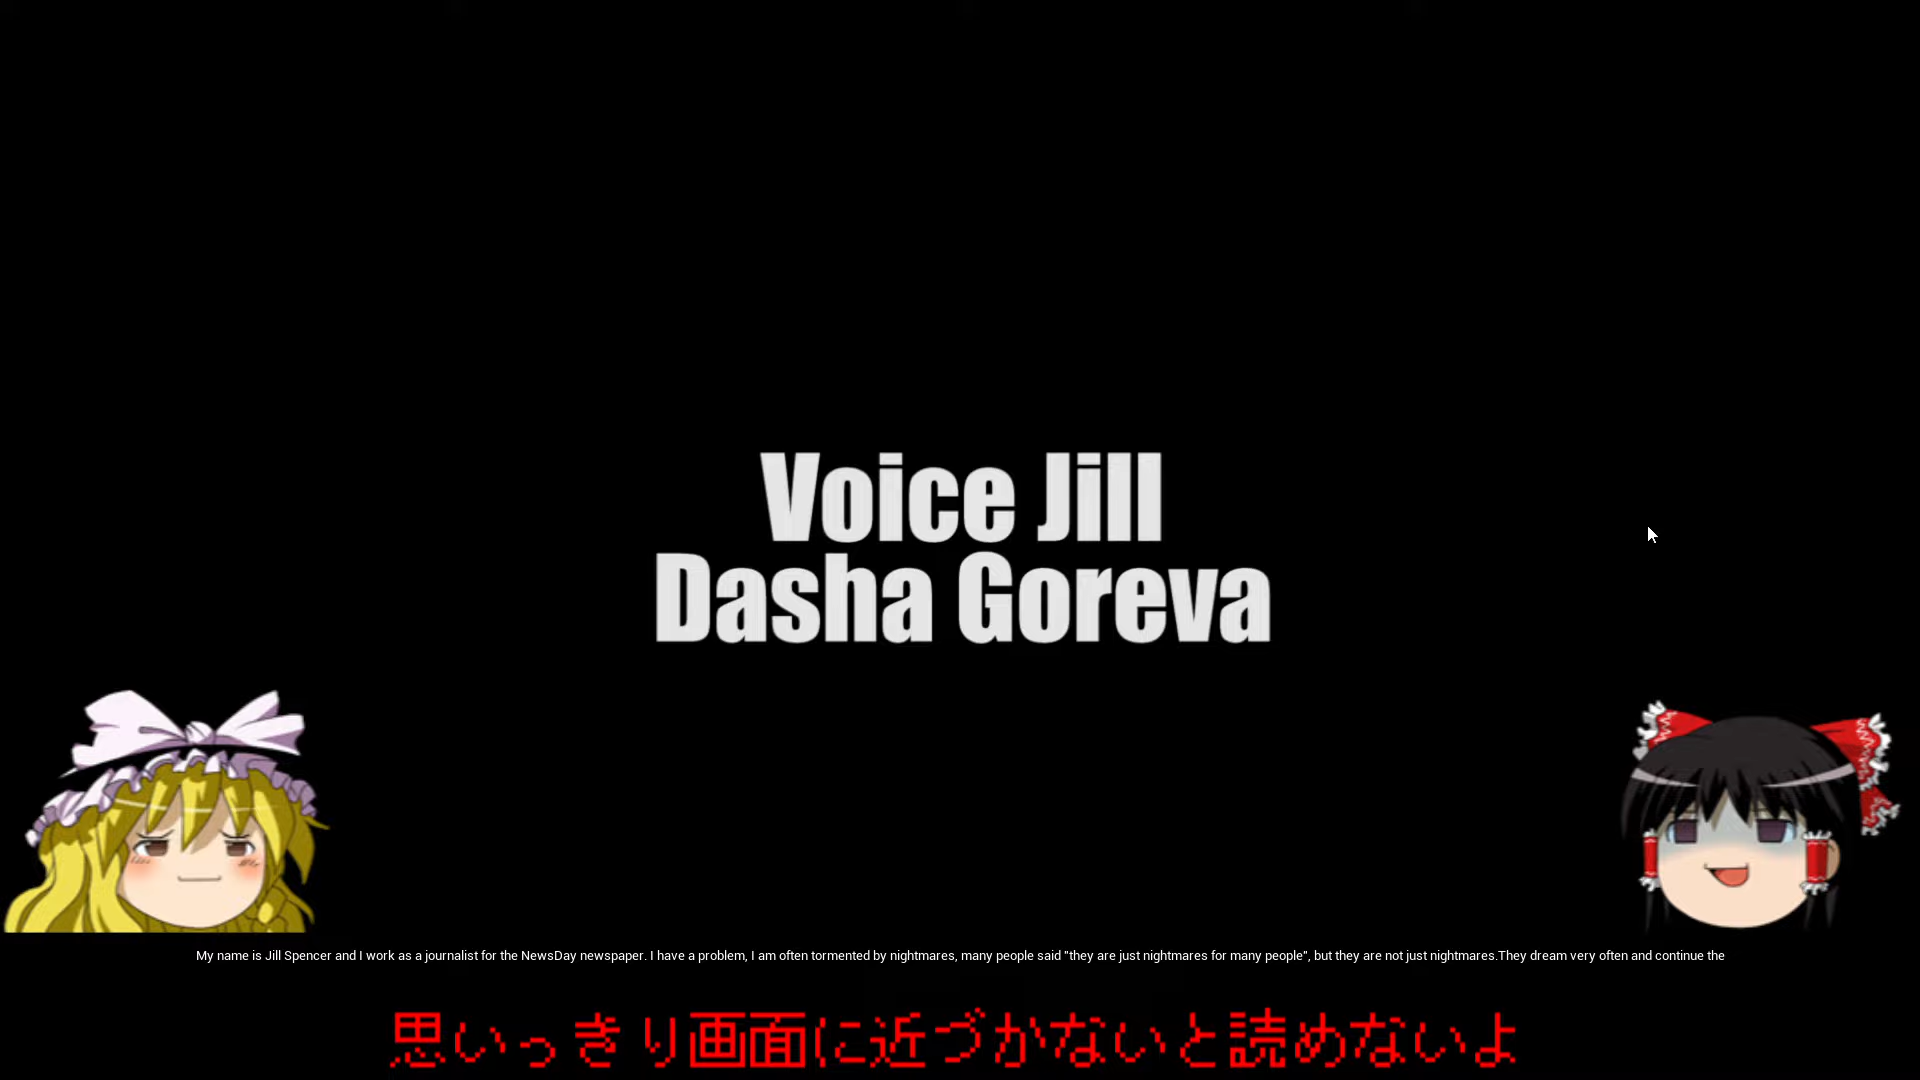 Voice Jill
Dasha Goreva
My name is Jill Spencer and I work as a journalist for the NewsDay newspaper. I have a problem, I am often tormented by nightmares, many people said "they are just nightmares for many people", but they are not just nightmares.They dream very often and continue the
思いっきり画面に近づかないと読めないよ